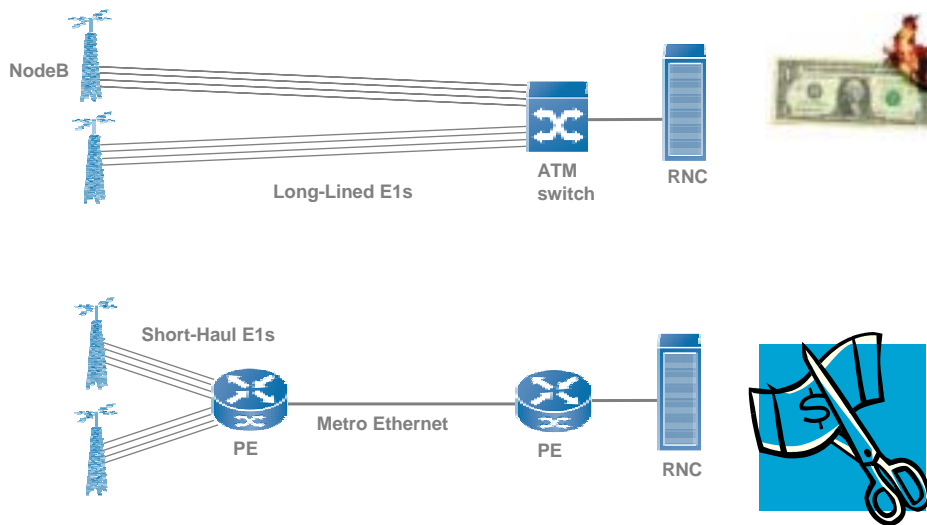 NodeB
Long-Lined E1s
ATM
switch
RNC
Short-Haul E1s
PE
Metro Ethernet
PE
RNC
$